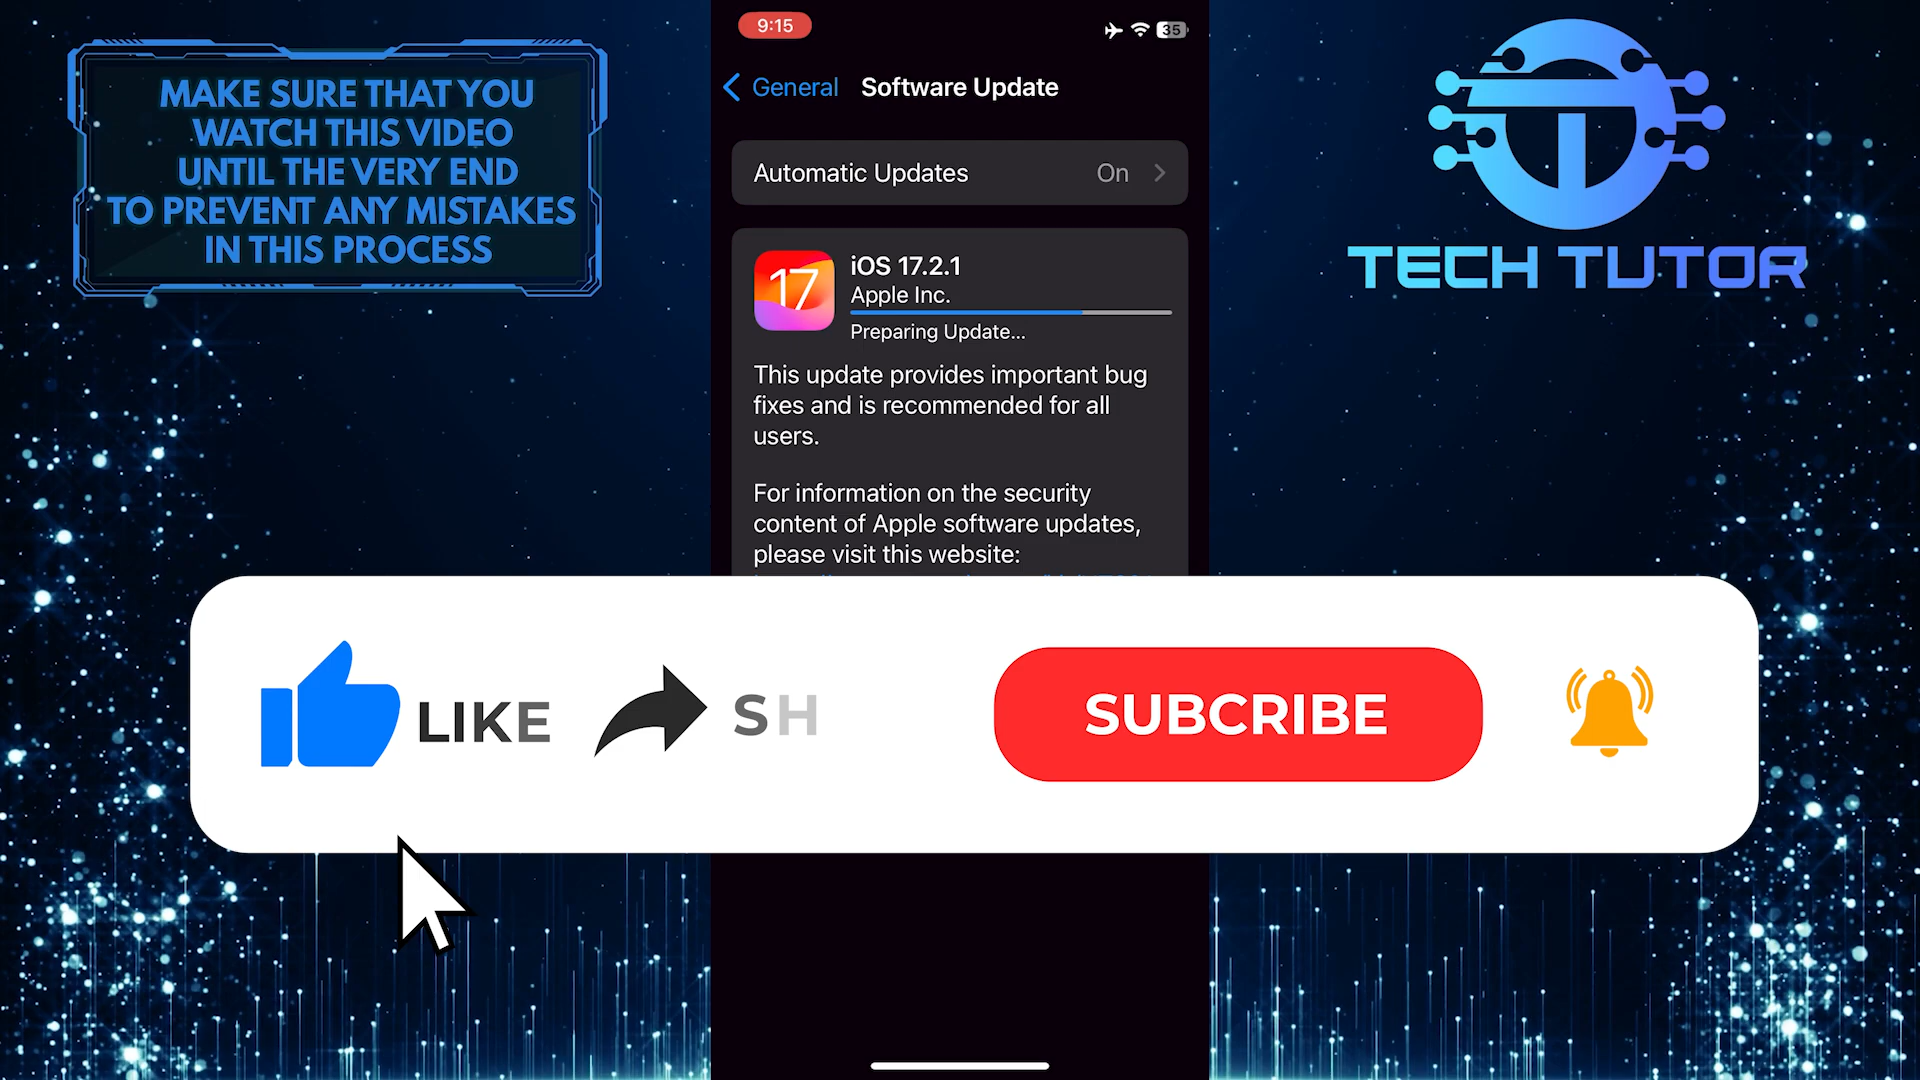 MAKE SURE THAT YOU
WATCH THIS VIDEO
UNTIL THE VERY END
TO PREVENT ANY MISTAKES
IN THIS PROCESS
9:15
35
General
Software Update
Automatic Updates
On
17
iOS 17.2.1
Apple Inc.
Preparing Update...
This update provides important bug
fixes and is recommended for all
users.
For information on the security
content of Apple software updates,
please visit this website:
TECH TUTOR
LIKE
SH
SUBCRIBE